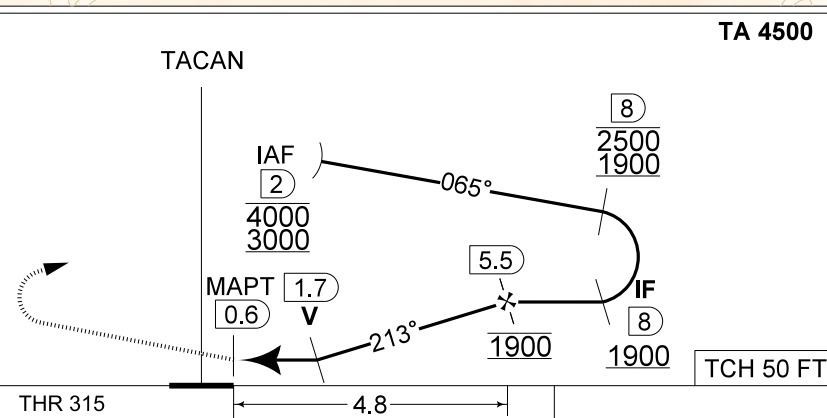 TA 4500
TACAN
8
2500
1900
IAF
2
4000
3000
065°
5.5
MAPT
0.6
1.7
V
213°
1900
IF
8
1900
TCH 50 FT
THR 315
4.8